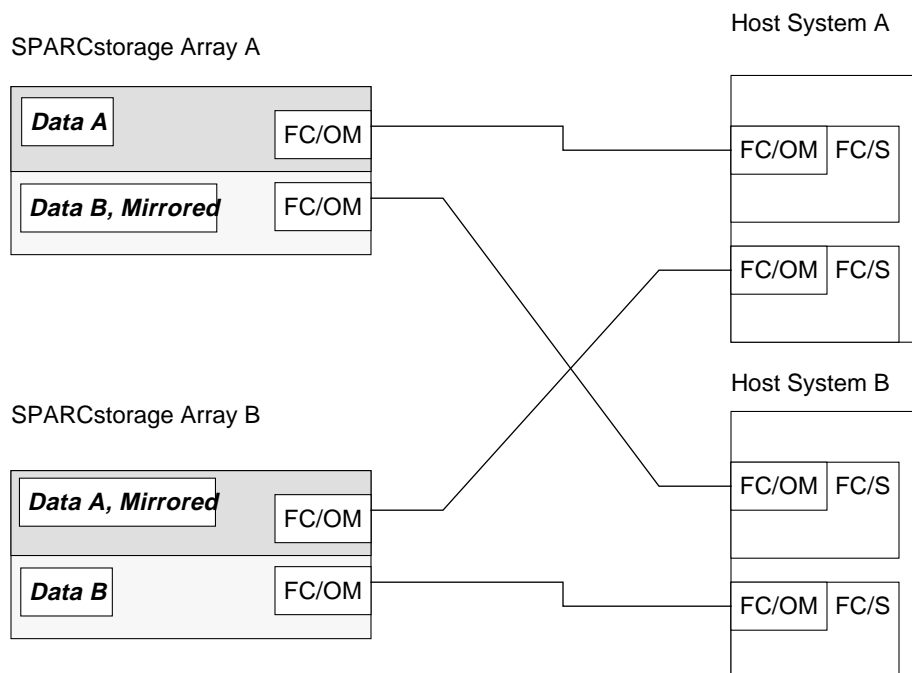 Host System A
SPARCstorage Array A
Data A
FC/OM
FC/OM FC/S
Data B, Mirrored
FC/OM
FC/OM FC/S
Host System B
SPARCstorage Array B
FC/OM FC/S
Data A, Mirrored
FC/OM
Data B
FC/OM
FC/OM FC/S